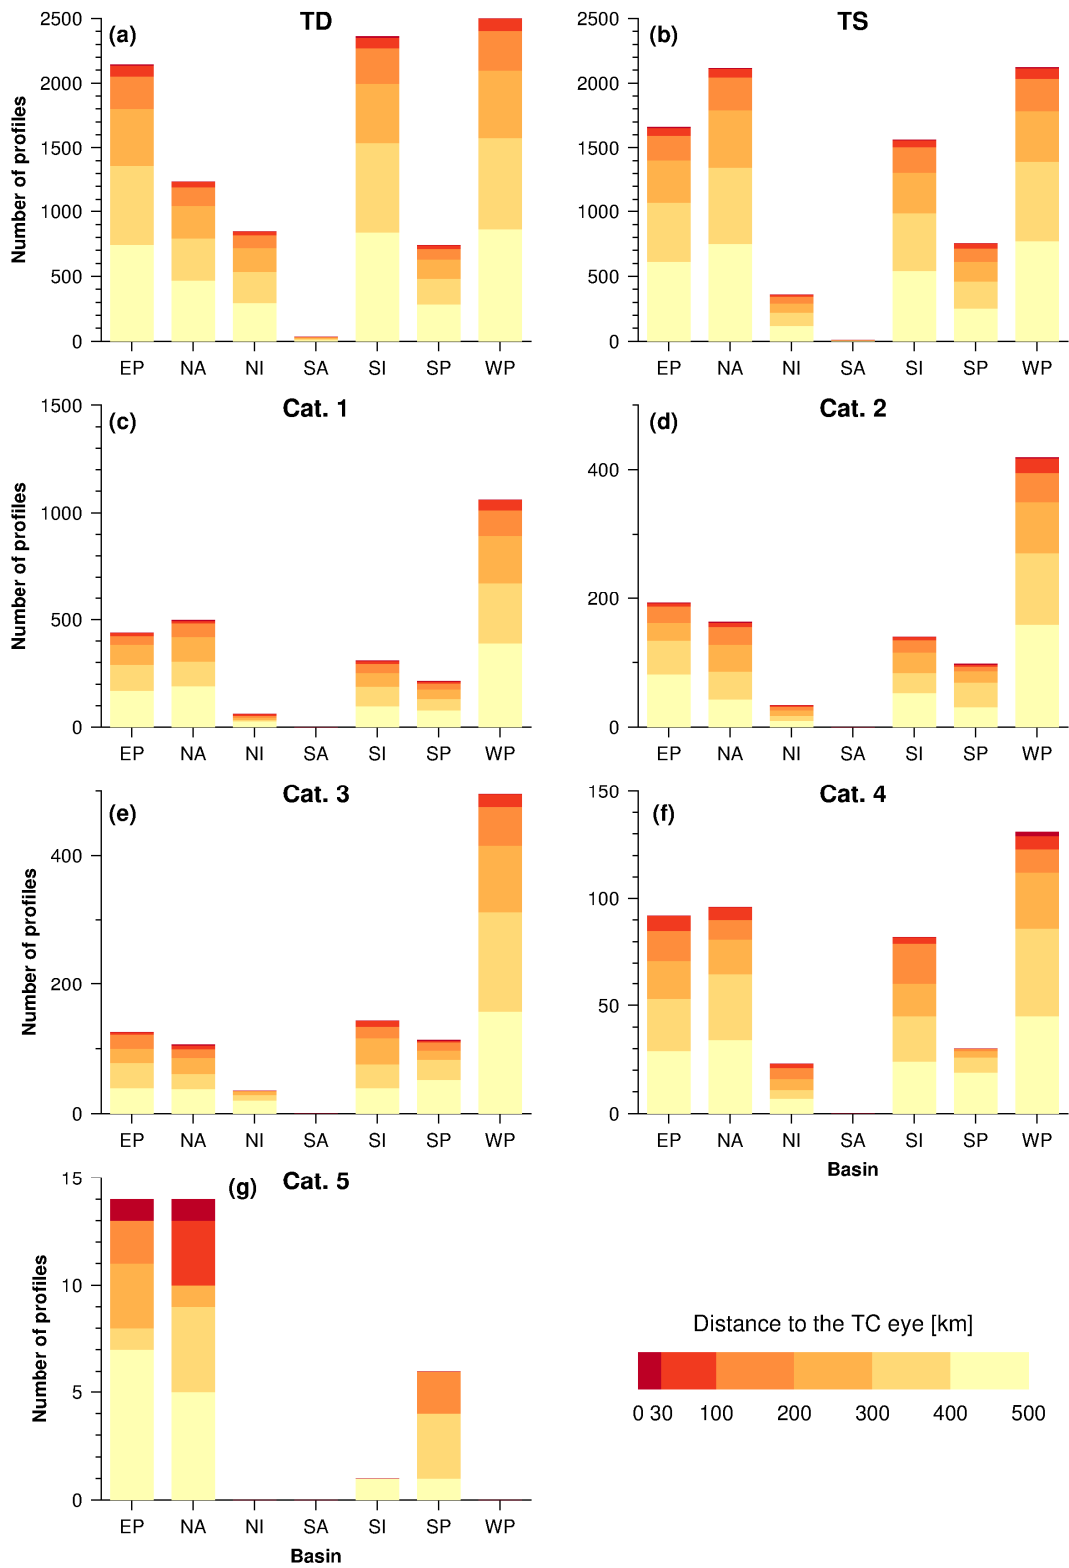 (a) TD
2500
2000
1500
1000
500
0
Number of profiles
EP NA NI SA SI SP WP
(b) TS
2500
2000
1500
1000
500
0
EP NA NI SA SI SP WP
(c) Cat. 1
1500
1000
500
0
Number of profiles
EP NA NI SA SI SP WP
(d) Cat. 2
400
200
0
EP NA NI SA SI SP WP
(e) Cat. 3
400
200
0
Number of profiles
EP NA NI SA SI SP WP
(f) Cat. 4
150
100
50
0
EP NA NI SA SI SP WP
Basin
(g) Cat. 5
15
10
5
0
Number of profiles
EP NA NI SA SI SP WP
Basin
Distance to the TC eye [km]
0 30 100 200 300 400 500